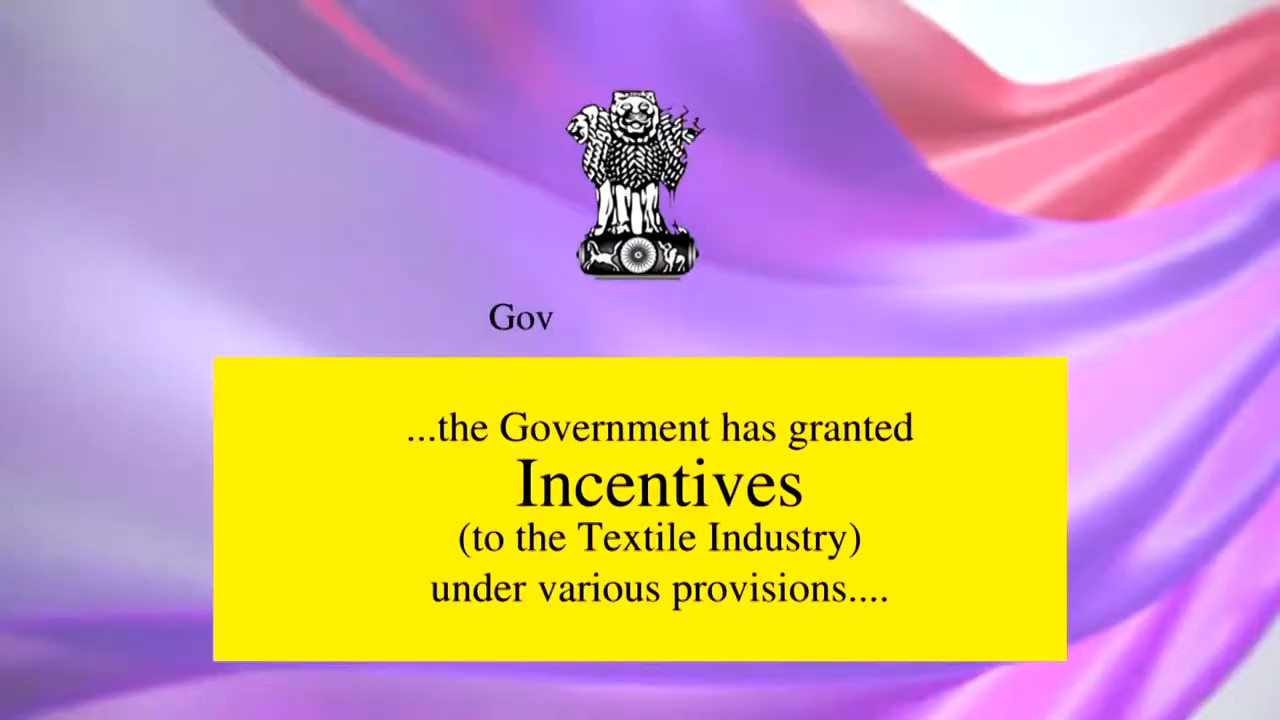 Gov
...the Government has granted
Incentives
(to the Textile Industry)
under various provisions....